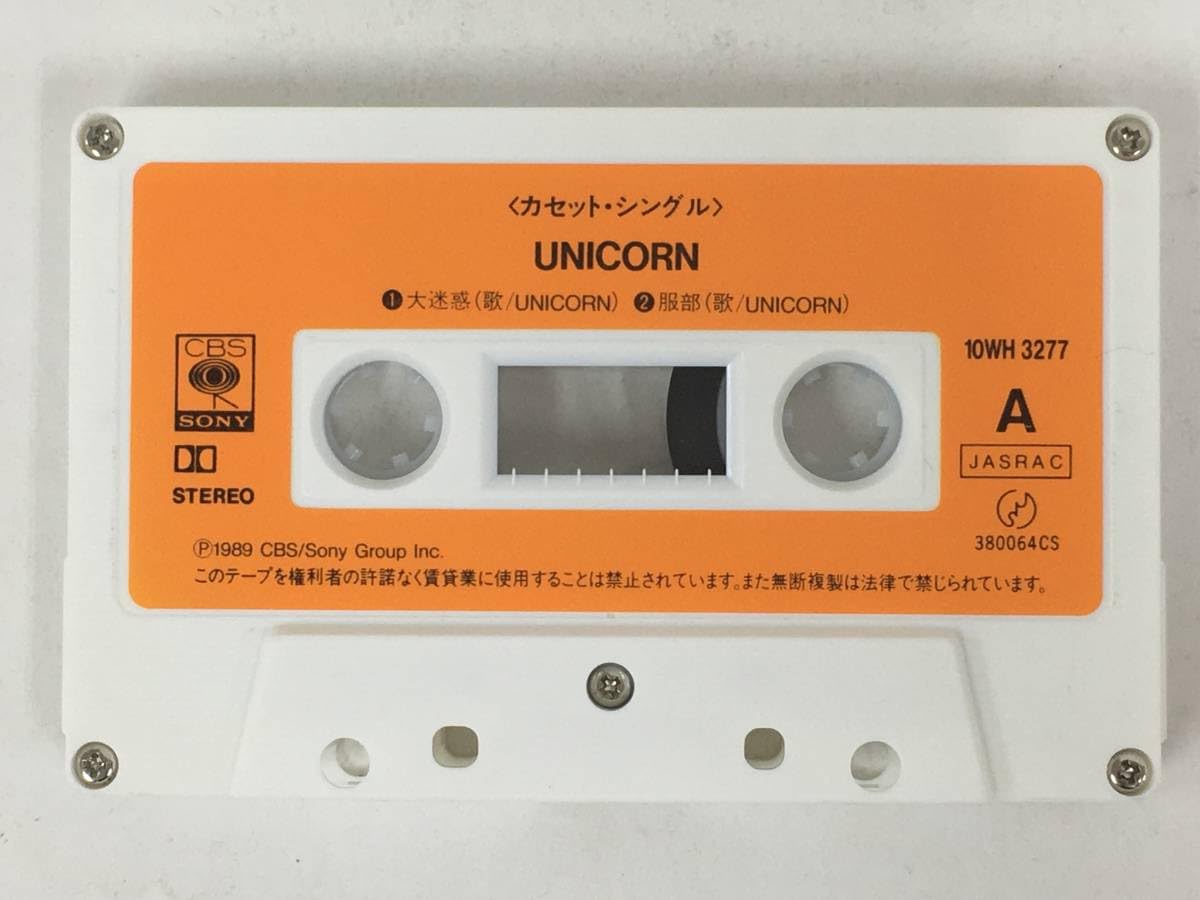 〈カセット・シングル〉
UNICORN
❶大迷惑(歌/UNICORN) ❷服部(歌/UNICORN)
CBS
SONY
STEREO
10WH 3277
A
JASRAC
380064CS
Ⓟ1989 CBS/Sony Group Inc.
このテープを権利者の許諾なく賃貸業に使用することは禁止されています。また無断複製は法律で禁じられています。